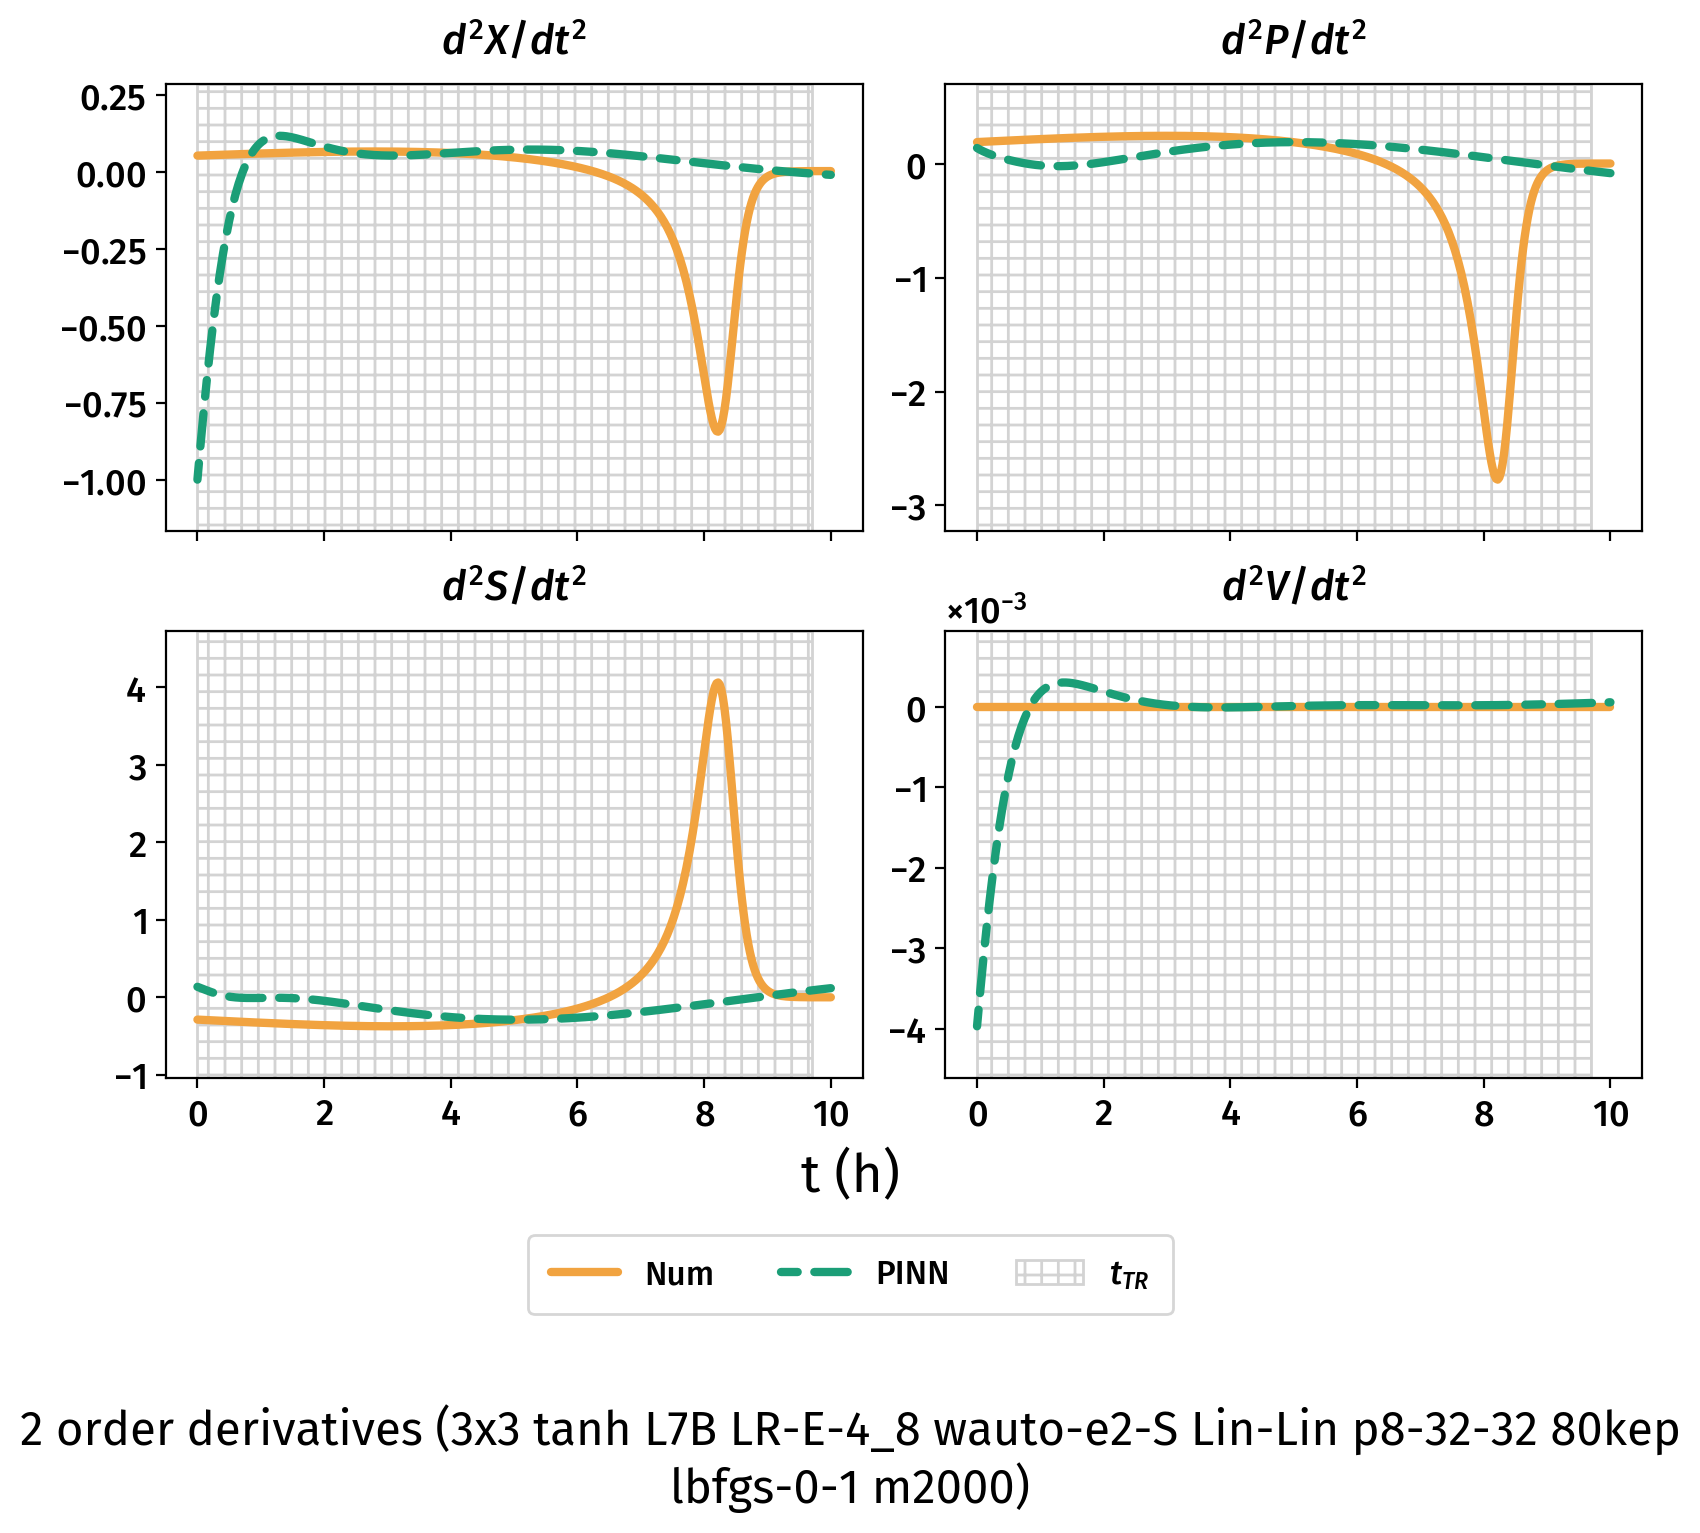 d²X/dt²
d²P/dt²
0.25
0.00
−0.25
−0.50
−0.75
−1.00
0
−1
−2
−3
d²S/dt²
d²V/dt²
×10⁻³
4
3
2
1
0
−1
0
−1
−2
−3
−4
0 2 4 6 8 10
0 2 4 6 8 10
t (h)
Num PINN t_TR
2 order derivatives (3x3 tanh L7B LR-E-4_8 wauto-e2-S Lin-Lin p8-32-32 80kep
lbfgs-0-1 m2000)